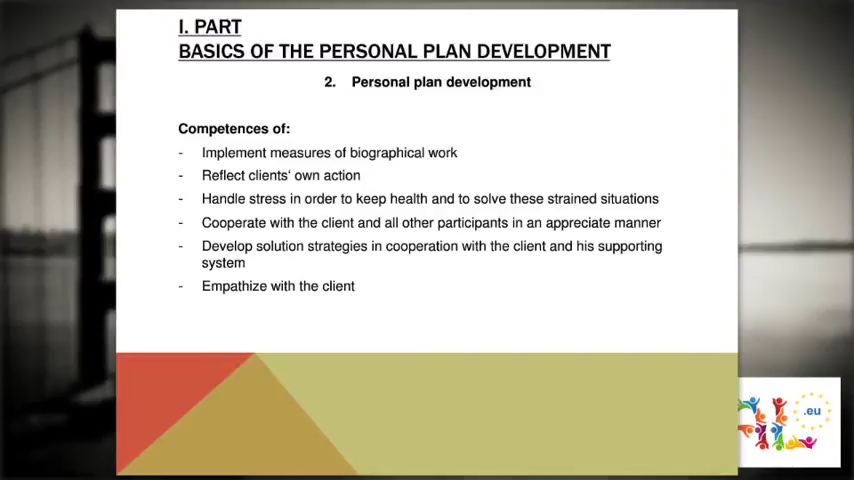 I. PART
BASICS OF THE PERSONAL PLAN DEVELOPMENT
2. Personal plan development
Competences of:
- Implement measures of biographical work
- Reflect clients' own action
- Handle stress in order to keep health and to solve these strained situations
- Cooperate with the client and all other participants in an appreciate manner
- Develop solution strategies in cooperation with the client and his supporting
system
- Empathize with the client
.eu